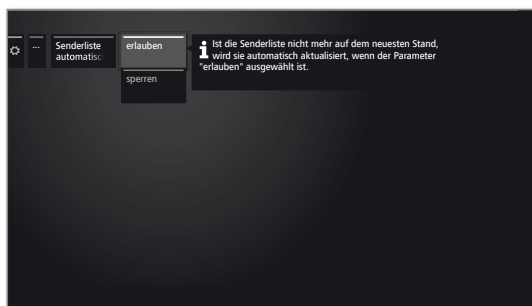 ...
Senderliste
automatisc
erlauben
sperren
Ist die Senderliste nicht mehr auf dem neuesten Stand,
wird sie automatisch aktualisiert, wenn der Parameter
"erlauben" ausgewählt ist.